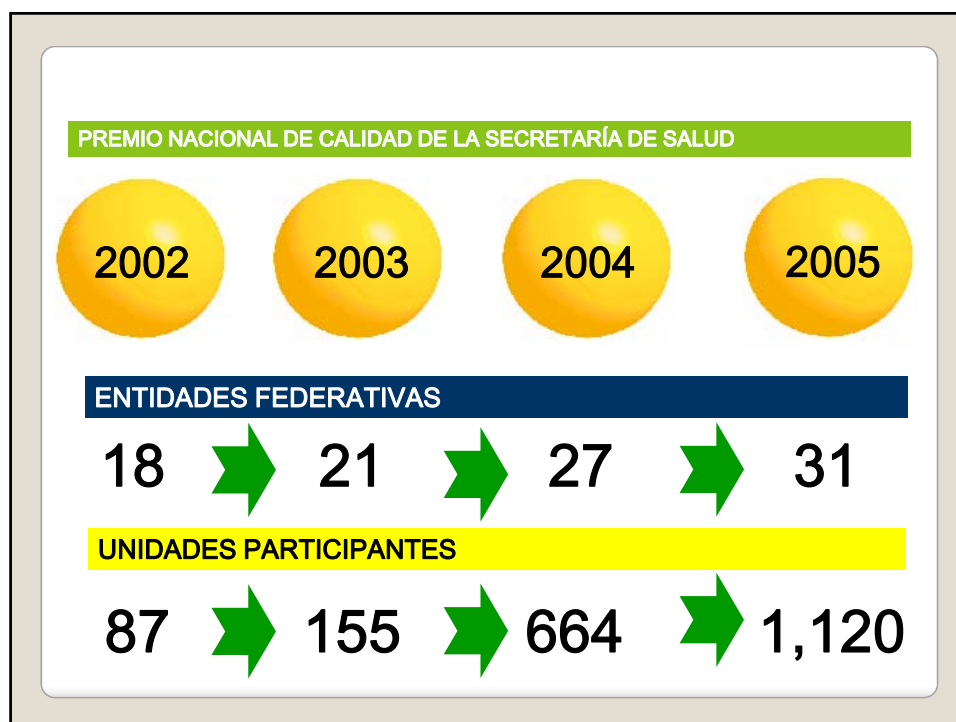 PREMIO NACIONAL DE CALIDAD DE LA SECRETARÍA DE SALUD
2002 2003 2004 2005
ENTIDADES FEDERATIVAS
18 21 27 31
UNIDADES PARTICIPANTES
87 155 664 1,120